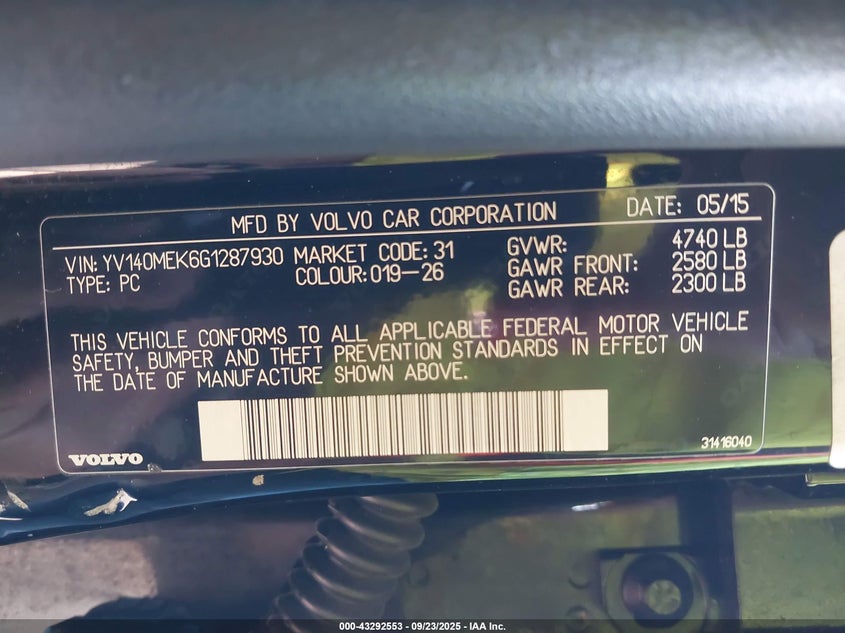 MFD BY VOLVO CAR CORPORATION DATE: 05/15
VIN: YV140MEK6G1287930 MARKET CODE: 31 GVWR: 4740 LB
TYPE: PC COLOUR: 019-26 GAWR FRONT: 2580 LB
GAWR REAR: 2300 LB
THIS VEHICLE CONFORMS TO ALL APPLICABLE FEDERAL MOTOR VEHICLE
SAFETY, BUMPER AND THEFT PREVENTION STANDARDS IN EFFECT ON
THE DATE OF MANUFACTURE SHOWN ABOVE.
VOLVO 31416040
000-43292553 - 09/23/2025 - IAA Inc.